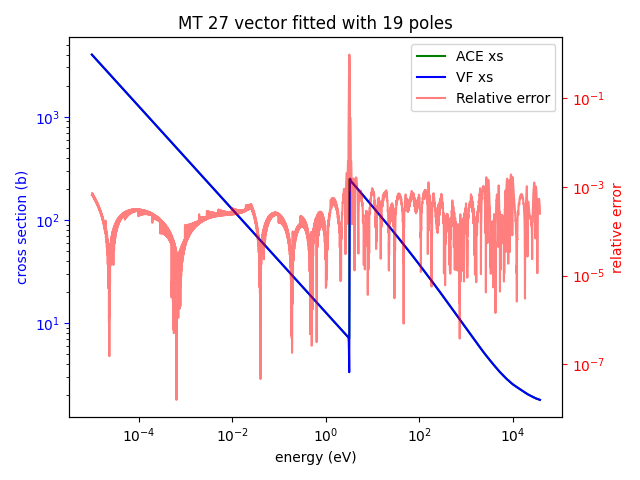 MT 27 vector fitted with 19 poles
ACE xs
VF xs
Relative error
cross section (b)
10³
10²
10¹
10⁻¹
10⁻³
10⁻⁵
10⁻⁷
relative error
10⁻⁴ 10⁻² 10⁰ 10² 10⁴
energy (eV)